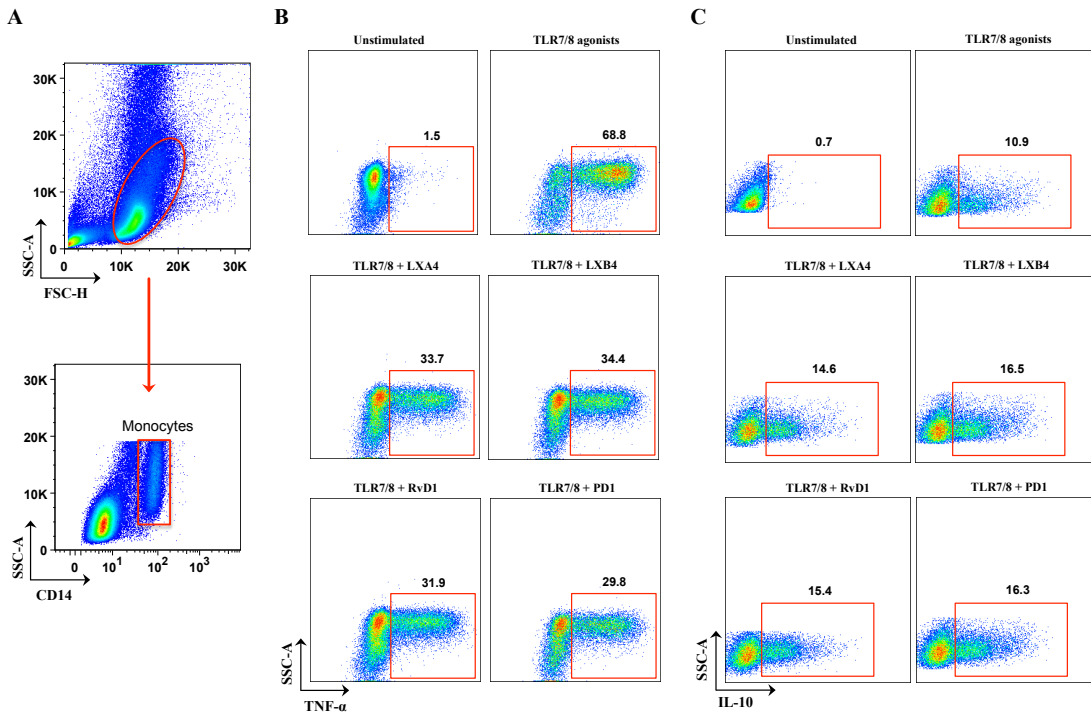 A
30K
20K
10K
0
0 10K 20K 30K
SSC-A
FSC-H
30K
20K
10K
0
Monocytes
0 10¹ 10² 10³
SSC-A
CD14
B
Unstimulated TLR7/8 agonists
1.5 68.8
TLR7/8 + LXA4 TLR7/8 + LXB4
33.7 34.4
TLR7/8 + RvD1 TLR7/8 + PD1
31.9 29.8
SSC-A
TNF-α
C
Unstimulated TLR7/8 agonists
0.7 10.9
TLR7/8 + LXA4 TLR7/8 + LXB4
14.6 16.5
TLR7/8 + RvD1 TLR7/8 + PD1
15.4 16.3
SSC-A
IL-10